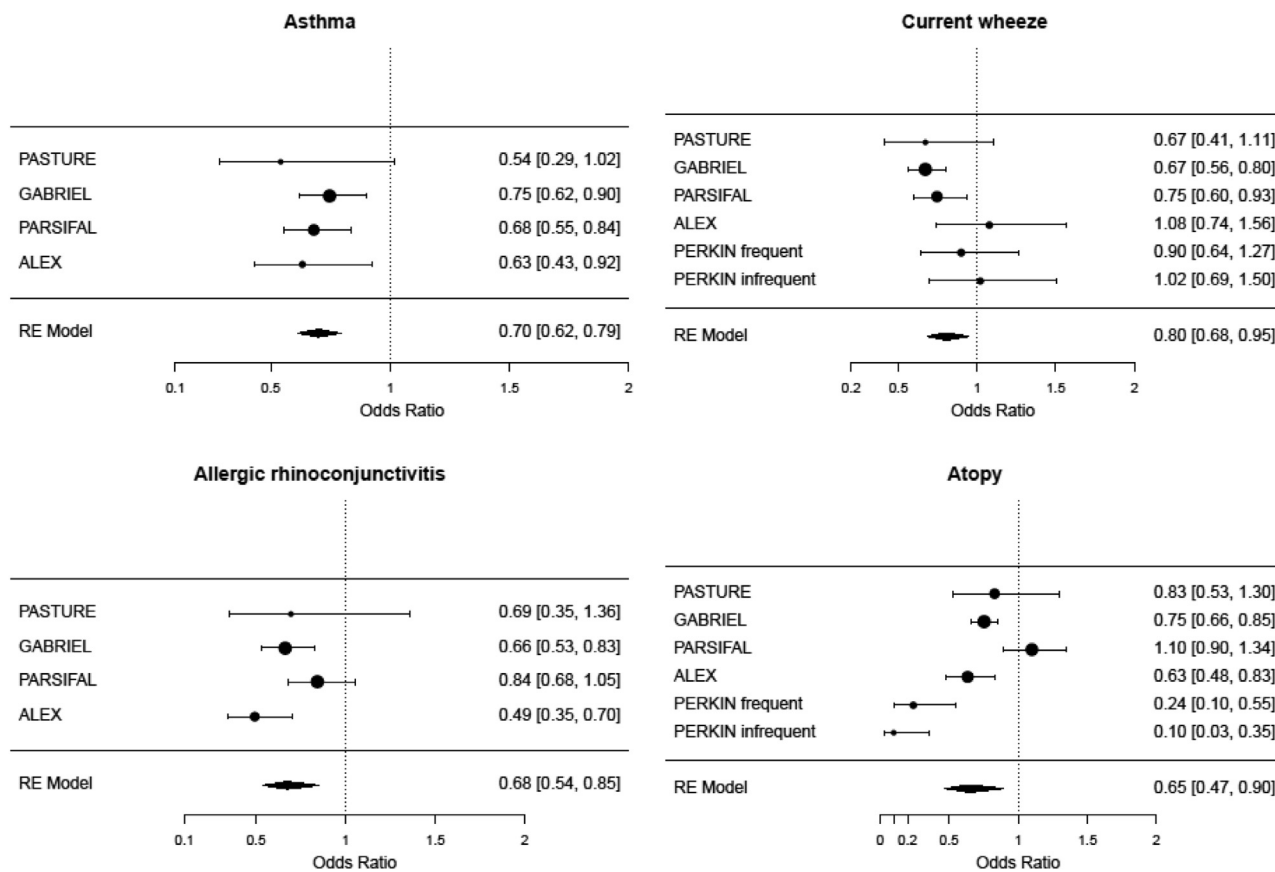 Asthma
PASTURE 0.54 [0.29, 1.02]
GABRIEL 0.75 [0.62, 0.90]
PARSIFAL 0.68 [0.55, 0.84]
ALEX 0.63 [0.43, 0.92]
RE Model 0.70 [0.62, 0.79]
0.1 0.5 1 1.5 2
Odds Ratio
Current wheeze
PASTURE 0.67 [0.41, 1.11]
GABRIEL 0.67 [0.56, 0.80]
PARSIFAL 0.75 [0.60, 0.93]
ALEX 1.08 [0.74, 1.56]
PERKIN frequent 0.90 [0.64, 1.27]
PERKIN infrequent 1.02 [0.69, 1.50]
RE Model 0.80 [0.68, 0.95]
0.2 0.5 1 1.5 2
Odds Ratio
Allergic rhinoconjunctivitis
PASTURE 0.69 [0.35, 1.36]
GABRIEL 0.66 [0.53, 0.83]
PARSIFAL 0.84 [0.68, 1.05]
ALEX 0.49 [0.35, 0.70]
RE Model 0.68 [0.54, 0.85]
0.1 0.5 1 1.5 2
Odds Ratio
Atopy
PASTURE 0.83 [0.53, 1.30]
GABRIEL 0.75 [0.66, 0.85]
PARSIFAL 1.10 [0.90, 1.34]
ALEX 0.63 [0.48, 0.83]
PERKIN frequent 0.24 [0.10, 0.55]
PERKIN infrequent 0.10 [0.03, 0.35]
RE Model 0.65 [0.47, 0.90]
0 0.2 0.5 1 1.5 2
Odds Ratio